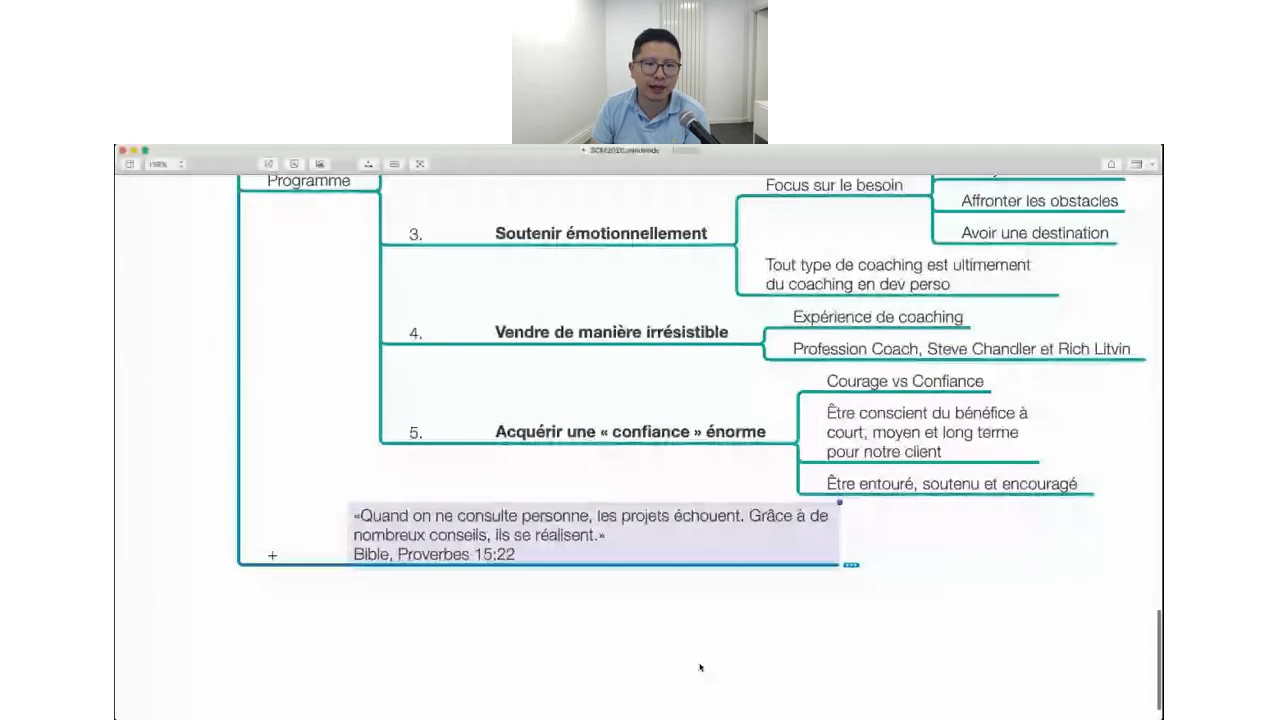 SCM2020.mindnode
198%
Programme
Focus sur le besoin
Affronter les obstacles
3.
Soutenir émotionnellement
Avoir une destination
Tout type de coaching est ultimement
du coaching en dev perso
4.
Vendre de manière irrésistible
Expérience de coaching
Profession Coach, Steve Chandler et Rich Litvin
Courage vs Confiance
5.
Acquérir une « confiance » énorme
Être conscient du bénéfice à
court, moyen et long terme
pour notre client
Être entouré, soutenu et encouragé
«Quand on ne consulte personne, les projets échouent. Grâce à de
nombreux conseils, ils se réalisent.»
+
Bible, Proverbes 15:22